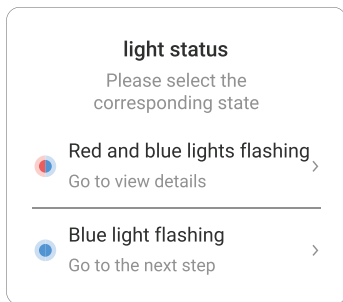 light status
Please select the
corresponding state
Red and blue lights flashing
Go to view details
Blue light flashing
Go to the next step